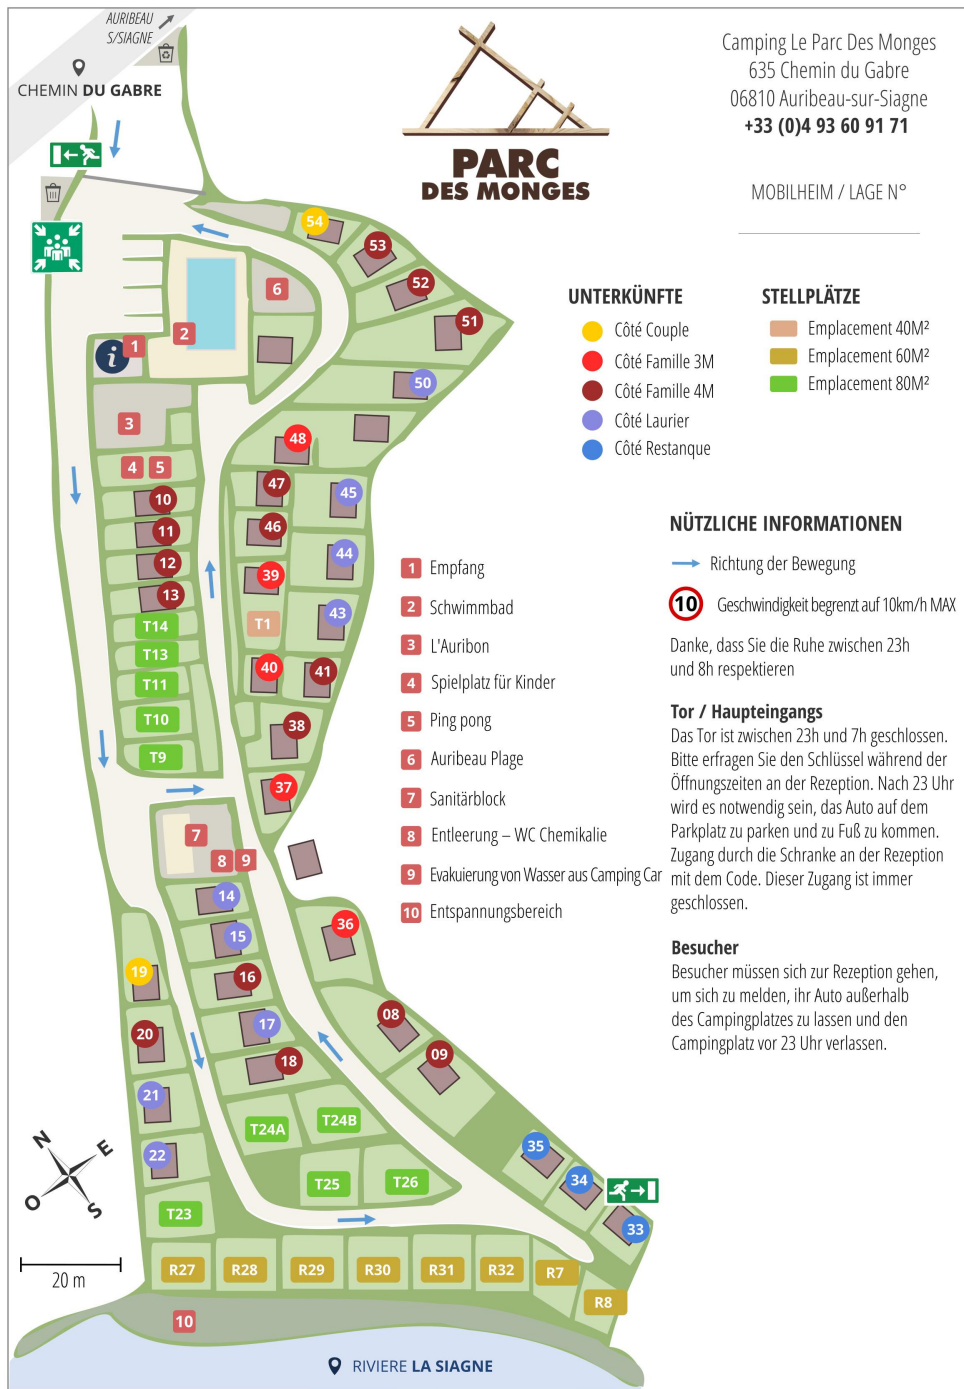 AURIBEAU
S/SIAGNE
CHEMIN DU GABRE
PARC
DES MONGES
Camping Le Parc Des Monges
635 Chemin du Gabre
06810 Auribeau-sur-Siagne
+33 (0)4 93 60 91 71
MOBILHEIM / LAGE N°
UNTERKÜNFTE
Côté Couple
Côté Famille 3M
Côté Famille 4M
Côté Laurier
Côté Restanque
STELLPLÄTZE
Emplacement 40M²
Emplacement 60M²
Emplacement 80M²
54
53
52
51
6
2
1
i
50
3
48
4 5
47
45
10
46
11
44
12
39
13
43
T14
T1
T13
40
41
T11
T10
38
T9
37
7
8 9
14
36
15
19
16
08
17
20
09
18
21
T24B
T24A
35
22
34
T25
T26
T23
33
R27
R28
R29
R30
R31
R32
R7
R8
10
N
E
O
S
20 m
RIVIERE LA SIAGNE
1 Empfang
2 Schwimmbad
3 L'Auribon
4 Spielplatz für Kinder
5 Ping pong
6 Auribeau Plage
7 Sanitärblock
8 Entleerung – WC Chemikalie
9 Evakuierung von Wasser aus Camping Car
10 Entspannungsbereich
NÜTZLICHE INFORMATIONEN
Richtung der Bewegung
10 Geschwindigkeit begrenzt auf 10km/h MAX
Danke, dass Sie die Ruhe zwischen 23h
und 8h respektieren
Tor / Haupteingangs
Das Tor ist zwischen 23h und 7h geschlossen.
Bitte erfragen Sie den Schlüssel während der
Öffnungszeiten an der Rezeption. Nach 23 Uhr
wird es notwendig sein, das Auto auf dem
Parkplatz zu parken und zu Fuß zu kommen.
Zugang durch die Schranke an der Rezeption
mit dem Code. Dieser Zugang ist immer
geschlossen.
Besucher
Besucher müssen sich zur Rezeption gehen,
um sich zu melden, ihr Auto außerhalb
des Campingplatzes zu lassen und den
Campingplatz vor 23 Uhr verlassen.